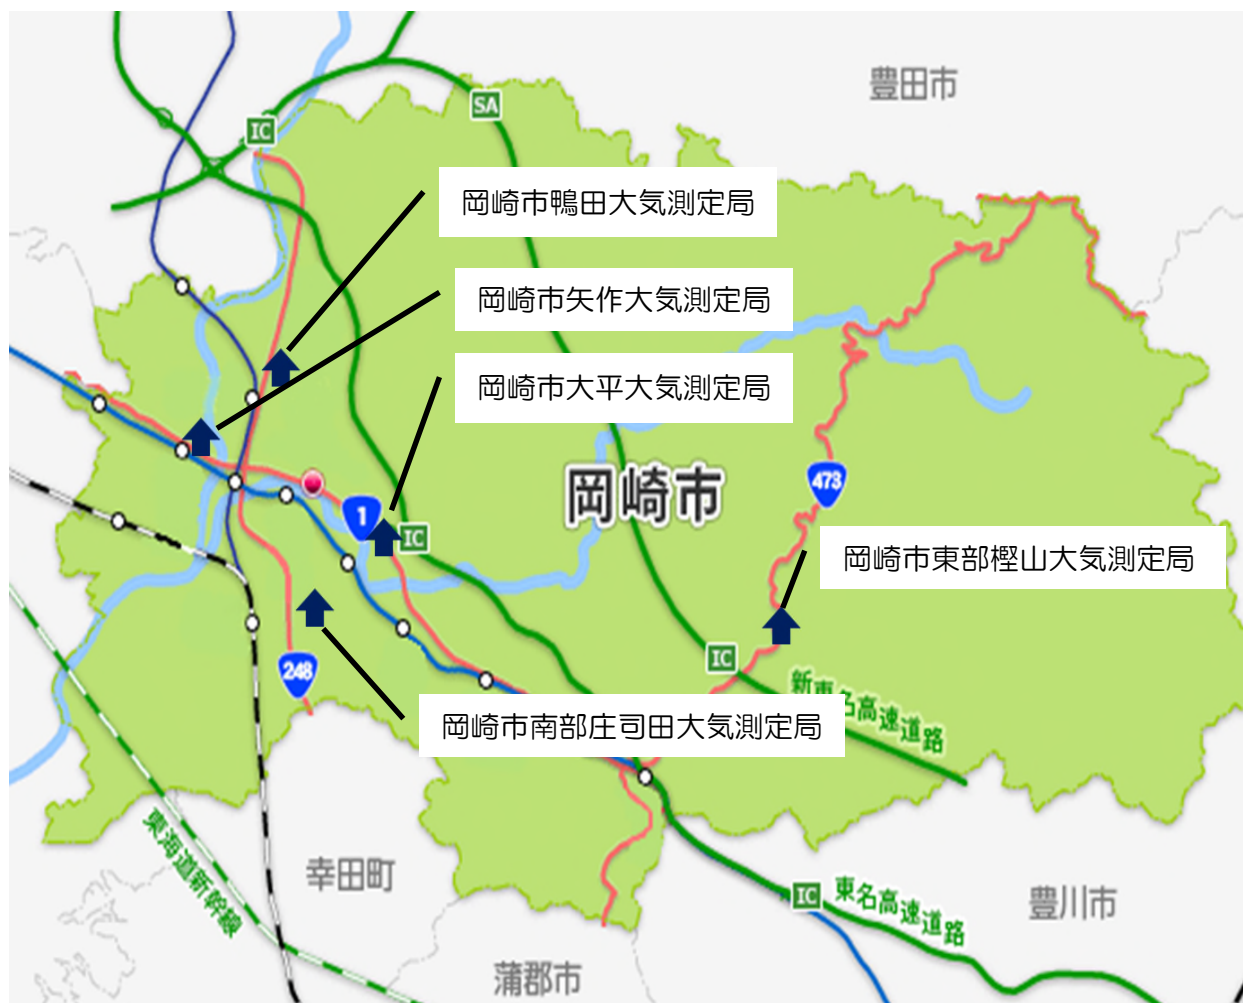 豊田市
IC
SA
岡崎市鴨田大気測定局
岡崎市矢作大気測定局
岡崎市大平大気測定局
岡崎市
473
1
IC
岡崎市東部樫山大気測定局
248
IC
新東名高速道路
岡崎市南部庄司田大気測定局
東海道新幹線
幸田町
IC
東名高速道路
豊川市
蒲郡市